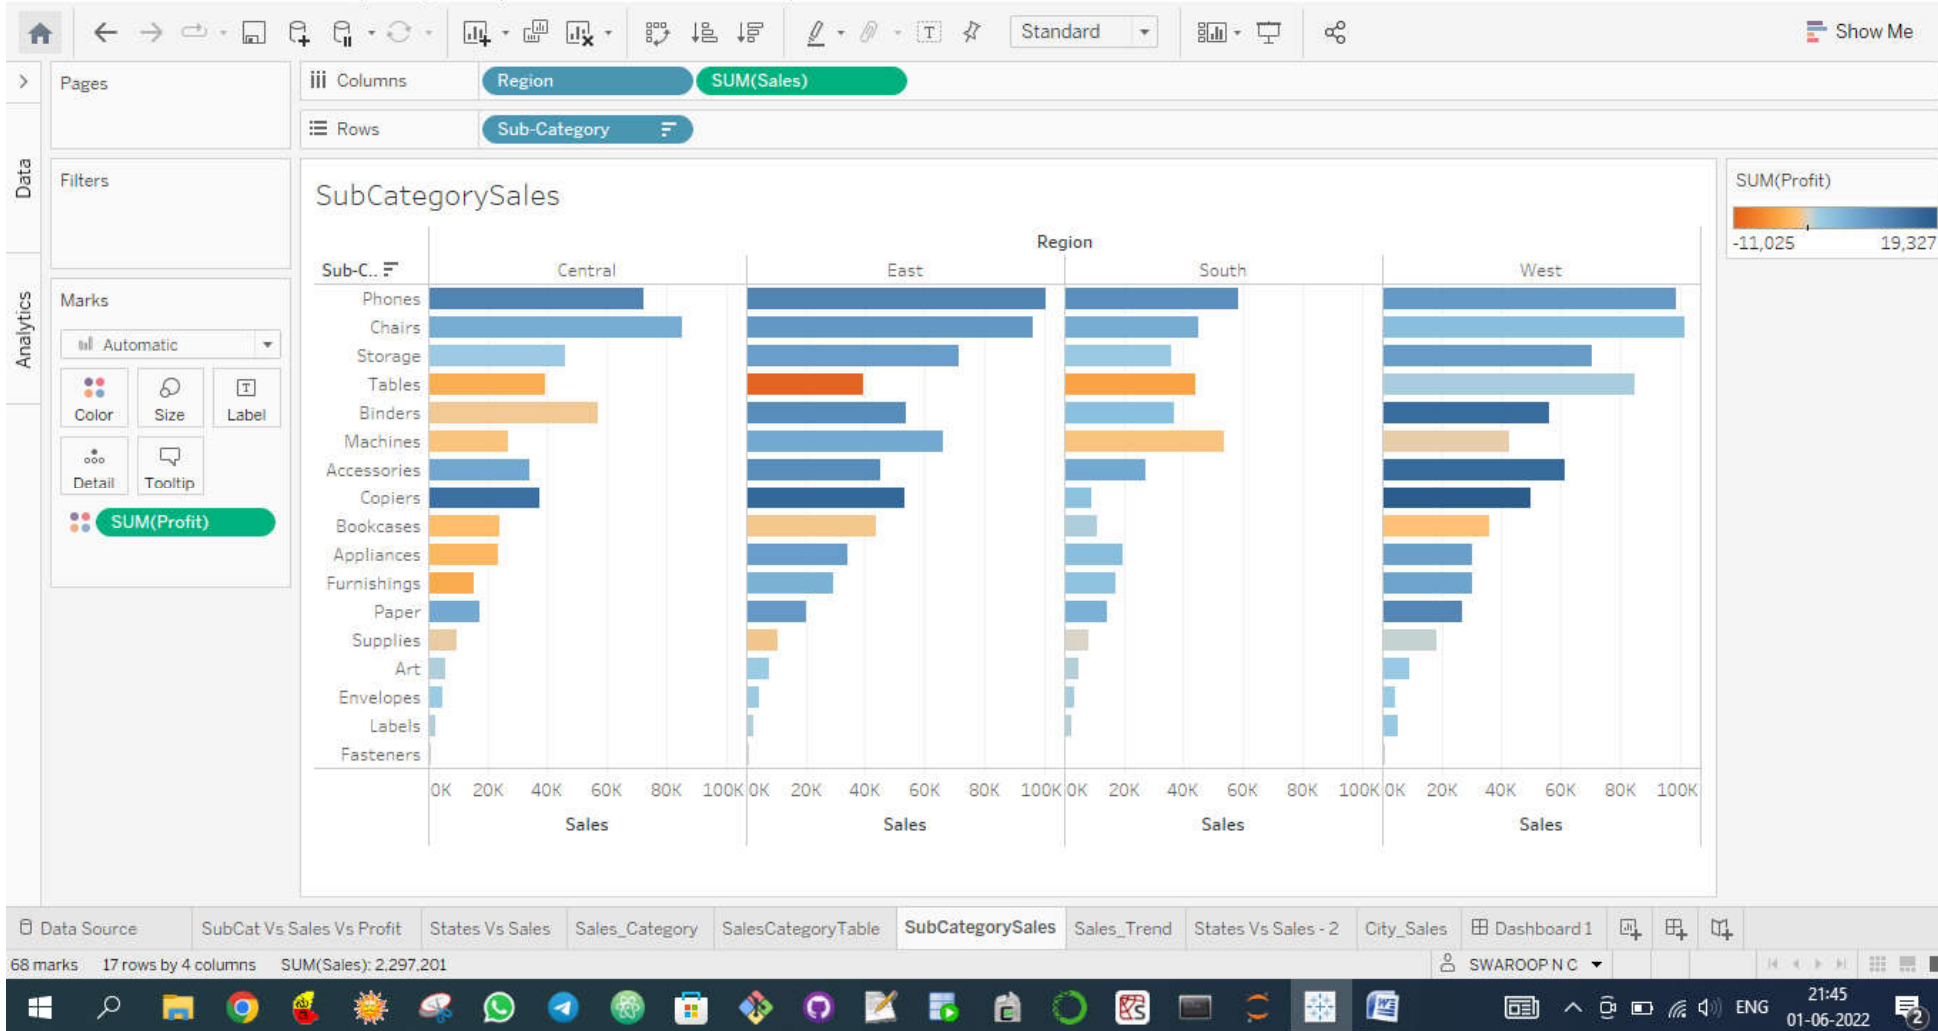 Standard
Show Me
Pages
Columns
Region
SUM(Sales)
Rows
Sub-Category
Data
Analytics
Filters
Marks
Automatic
Color
Size
Label
Detail
Tooltip
SUM(Profit)
SubCategorySales
Region
Sub-C..
Central
East
South
West
Phones
Chairs
Storage
Tables
Binders
Machines
Accessories
Copiers
Bookcases
Appliances
Furnishings
Paper
Supplies
Art
Envelopes
Labels
Fasteners
0K 20K 40K 60K 80K 100K 0K 20K 40K 60K 80K 100K 0K 20K 40K 60K 80K 100K 0K 20K 40K 60K 80K 100K
Sales Sales Sales Sales
SUM(Profit)
-11,025 19,327
Data Source SubCat Vs Sales Vs Profit States Vs Sales Sales_Category SalesCategoryTable SubCategorySales Sales_Trend States Vs Sales - 2 City_Sales Dashboard 1
68 marks 17 rows by 4 columns SUM(Sales): 2,297,201
SWAROOP N C
ENG
21:45
01-06-2022
2